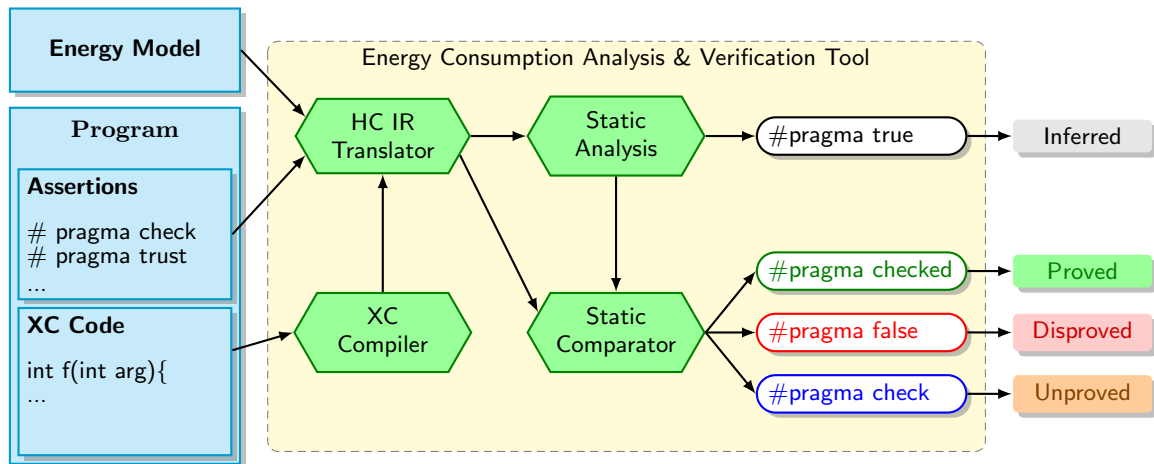 Energy Model
Program
Assertions
# pragma check
# pragma trust
...
XC Code
int f(int arg){
...
Energy Consumption Analysis & Verification Tool
HC IR
Translator
Static
Analysis
XC
Compiler
Static
Comparator
#pragma true
#pragma checked
#pragma false
#pragma check
Inferred
Proved
Disproved
Unproved